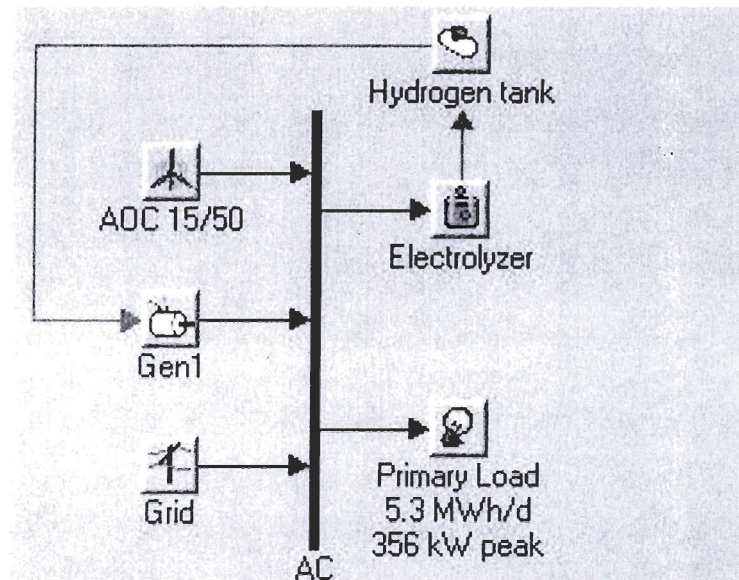 Hydrogen tank
AOC 15/50
Electrolyzer
Gen1
Grid
Primary Load
5.3 MWh/d
356 kW peak
AC